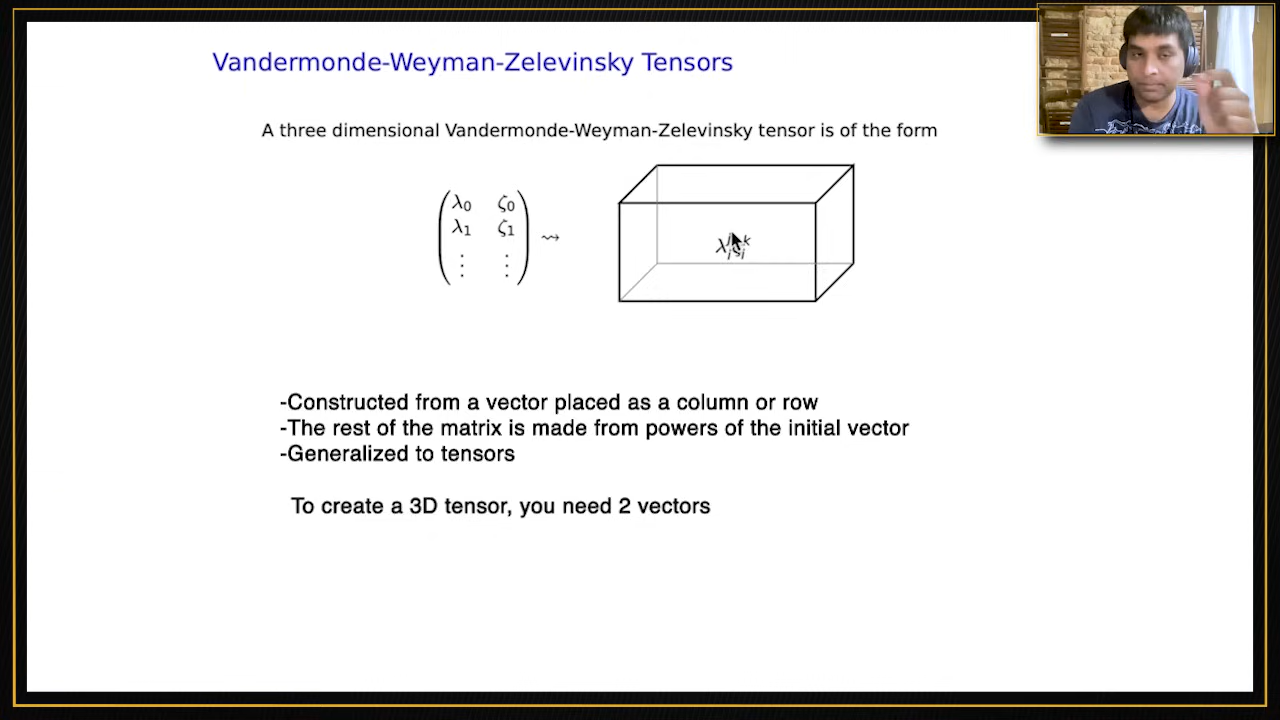 Vandermonde-Weyman-Zelevinsky Tensors
A three dimensional Vandermonde-Weyman-Zelevinsky tensor is of the form
λ₀ ζ₀
λ₁ ζ₁
⋮ ⋮
⇝
-Constructed from a vector placed as a column or row
-The rest of the matrix is made from powers of the initial vector
-Generalized to tensors
To create a 3D tensor, you need 2 vectors